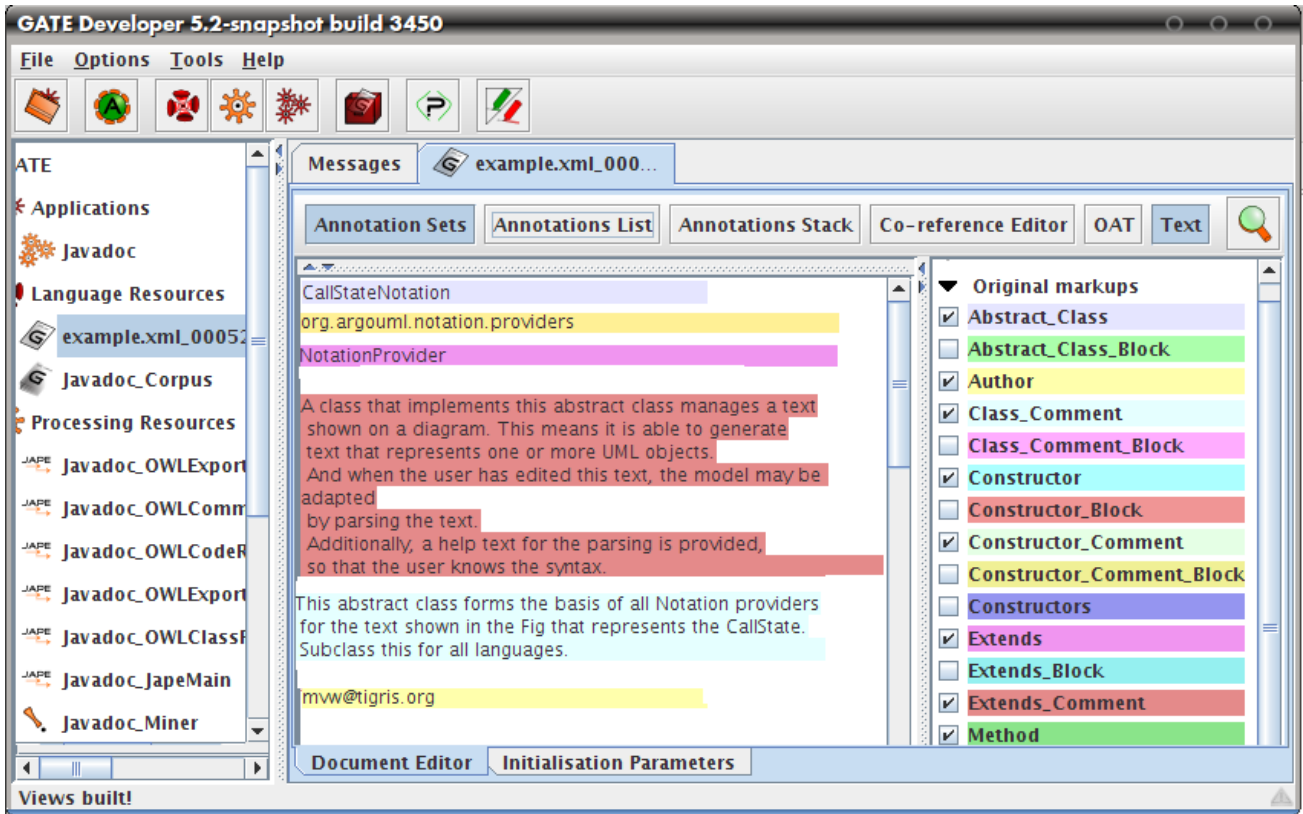 GATE Developer 5.2-snapshot build 3450
File Options Tools Help
ATE
Applications
Javadoc
Language Resources
example.xml_00052
Javadoc_Corpus
Processing Resources
JAPE Javadoc_OWLExport
JAPE Javadoc_OWLComm
JAPE Javadoc_OWLCodeR
JAPE Javadoc_OWLExport
JAPE Javadoc_OWLClassF
JAPE Javadoc_JapeMain
Javadoc_Miner
Messages
G example.xml_000...
Annotation Sets Annotations List Annotations Stack Co-reference Editor OAT Text
CallStateNotation
org.argouml.notation.providers
NotationProvider
A class that implements this abstract class manages a text
shown on a diagram. This means it is able to generate
text that represents one or more UML objects.
And when the user has edited this text, the model may be
adapted
by parsing the text.
Additionally, a help text for the parsing is provided,
so that the user knows the syntax.
This abstract class forms the basis of all Notation providers
for the text shown in the Fig that represents the CallState.
Subclass this for all languages.
mvw@tigris.org
Original markups
Abstract_Class
Abstract_Class_Block
Author
Class_Comment
Class_Comment_Block
Constructor
Constructor_Block
Constructor_Comment
Constructor_Comment_Block
Constructors
Extends
Extends_Block
Extends_Comment
Method
Document Editor Initialisation Parameters
Views built!